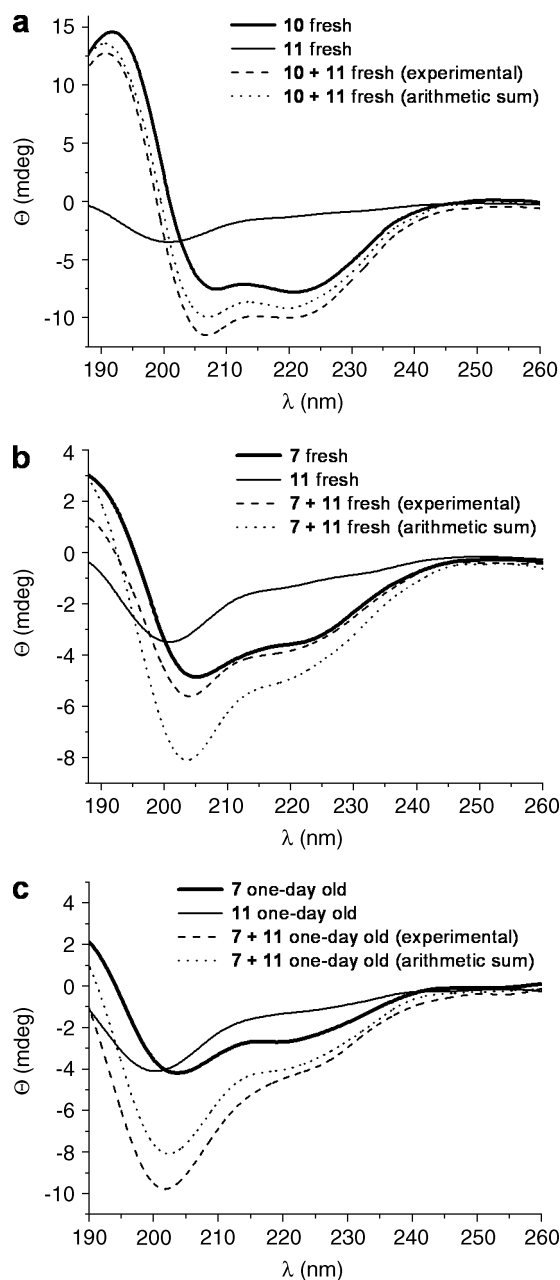 a
10 fresh
11 fresh
10 + 11 fresh (experimental)
10 + 11 fresh (arithmetic sum)
15
10
5
0
-5
-10
Θ (mdeg)
190 200 210 220 230 240 250 260
λ (nm)
b
7 fresh
11 fresh
7 + 11 fresh (experimental)
7 + 11 fresh (arithmetic sum)
4
2
0
-2
-4
-6
-8
Θ (mdeg)
190 200 210 220 230 240 250 260
λ (nm)
c
7 one-day old
11 one-day old
7 + 11 one-day old (experimental)
7 + 11 one-day old (arithmetic sum)
4
2
0
-2
-4
-6
-8
-10
Θ (mdeg)
190 200 210 220 230 240 250 260
λ (nm)